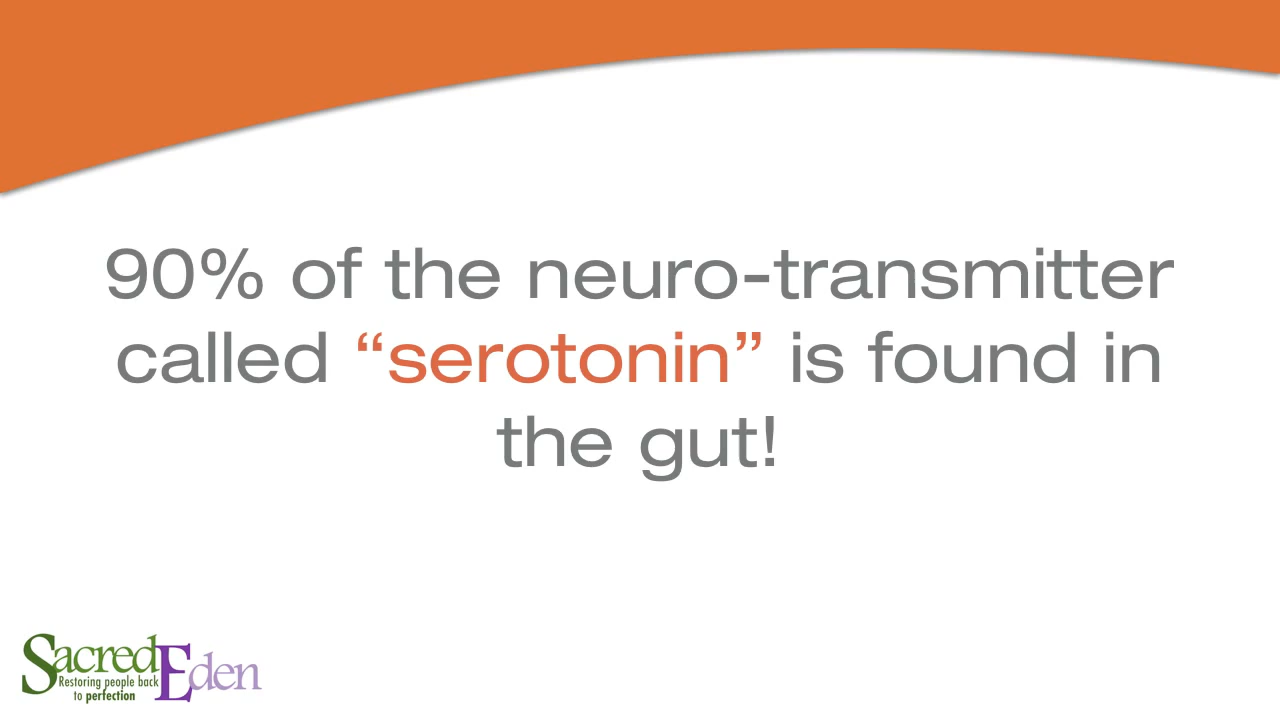 90% of the neuro-transmitter
called “serotonin” is found in
the gut!
SacredEden
Restoring people back
to perfection